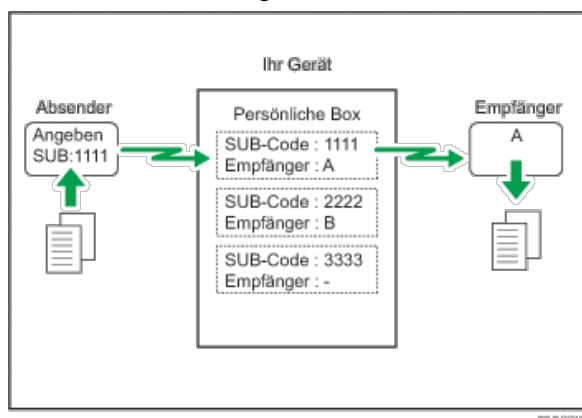 Ihr Gerät
Absender
Angeben
SUB:1111
Persönliche Box
SUB-Code : 1111
Empfänger : A
SUB-Code : 2222
Empfänger : B
SUB-Code : 3333
Empfänger : -
Empfänger
A